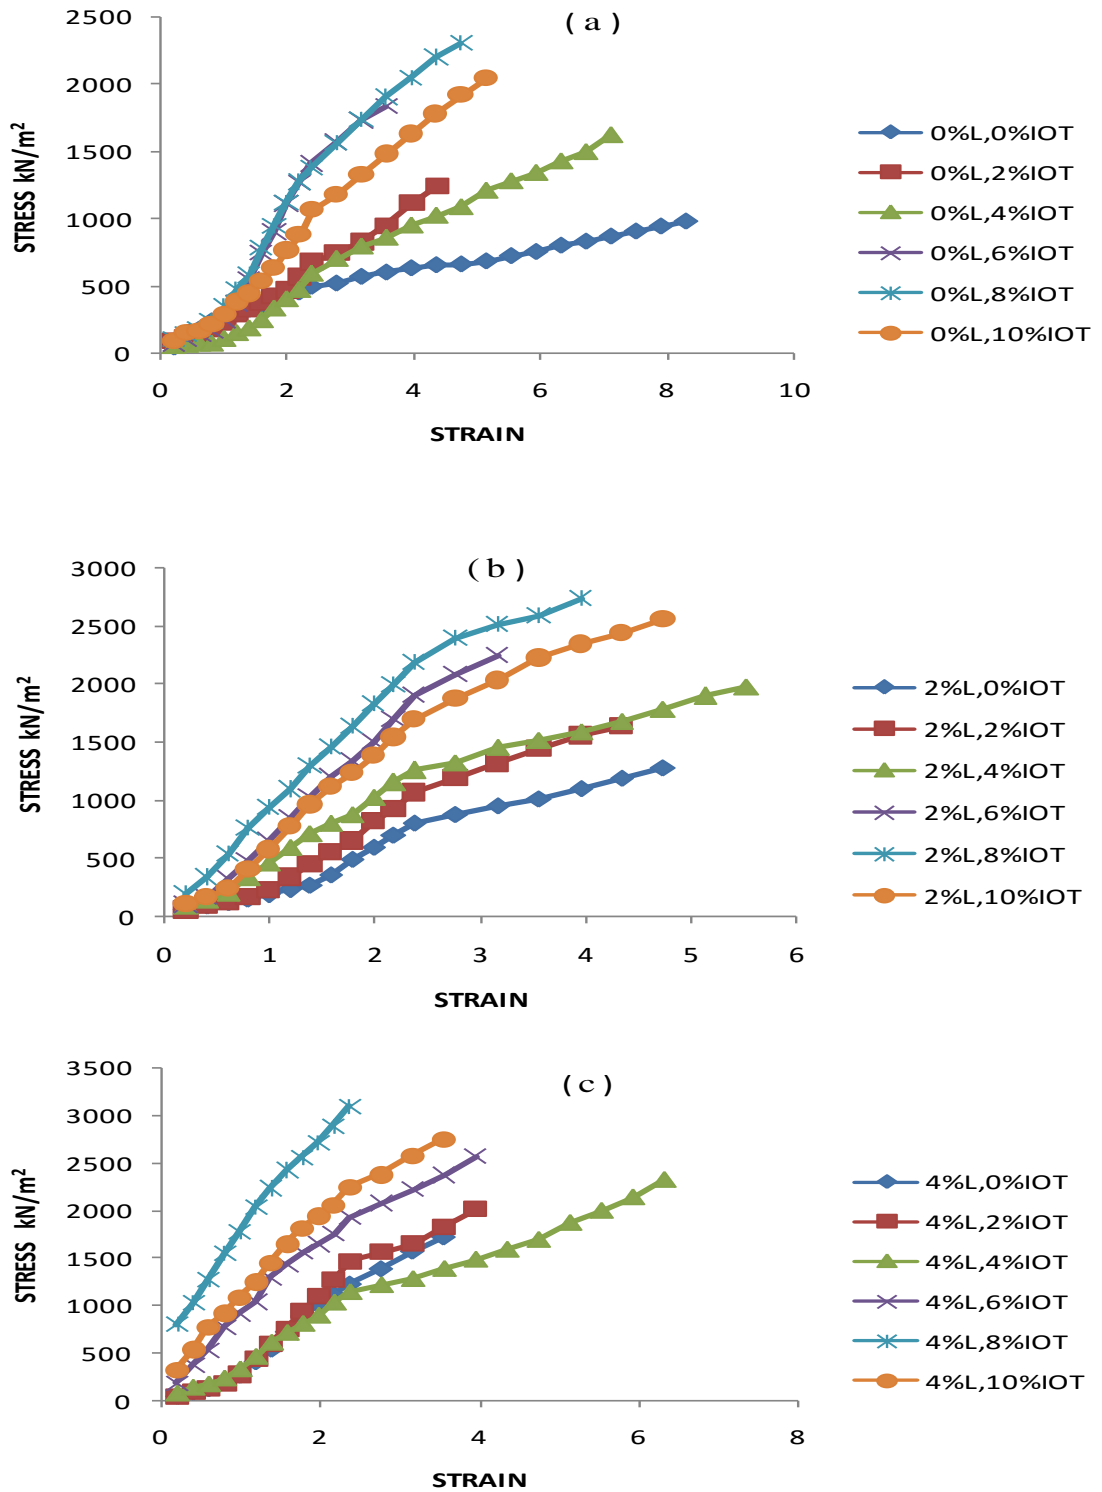 (a)
2500
2000
1500
1000
500
0
STRESS kN/m²
0 2 4 6 8 10
STRAIN
0%L,0%IOT
0%L,2%IOT
0%L,4%IOT
0%L,6%IOT
0%L,8%IOT
0%L,10%IOT
(b)
3000
2500
2000
1500
1000
500
0
STRESS kN/m²
0 1 2 3 4 5 6
STRAIN
2%L,0%IOT
2%L,2%IOT
2%L,4%IOT
2%L,6%IOT
2%L,8%IOT
2%L,10%IOT
(c)
3500
3000
2500
2000
1500
1000
500
0
STRESS kN/m²
0 2 4 6 8
STRAIN
4%L,0%IOT
4%L,2%IOT
4%L,4%IOT
4%L,6%IOT
4%L,8%IOT
4%L,10%IOT